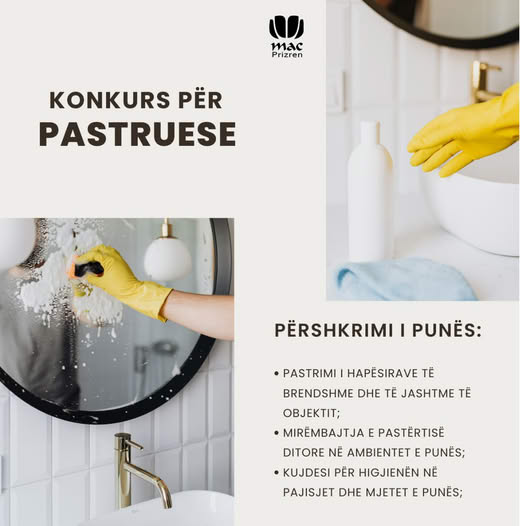 mac
Prizren
KONKURS PËR
PASTRUESE
PËRSHKRIMI I PUNËS:
• PASTRIMI I HAPËSIRAVE TË
BRENDSHME DHE TË JASHTME TË
OBJEKTIT;
• MIRËMBAJTJA E PASTËRTISË
DITORE NË AMBIENTET E PUNËS;
• KUJDESI PËR HIGJIENËN NË
PAJISJET DHE MJETET E PUNËS;